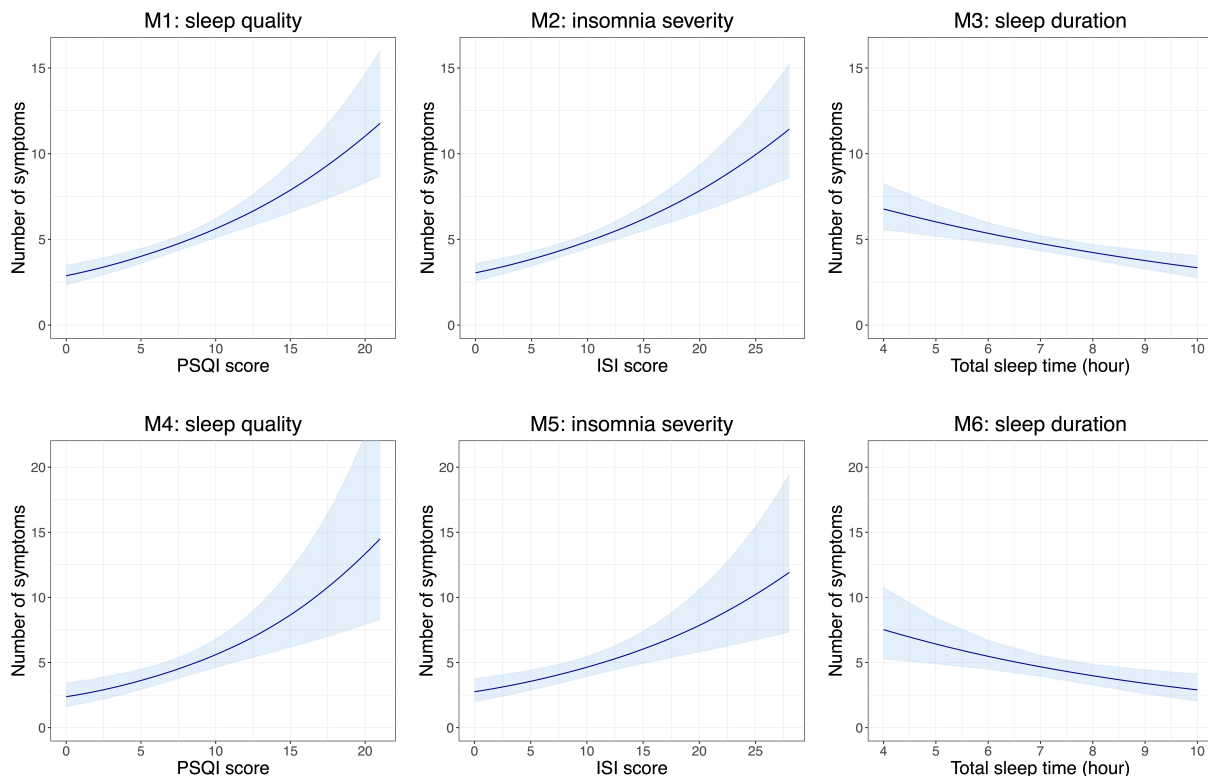 M1: sleep quality
M2: insomnia severity
M3: sleep duration
Number of symptoms
15
10
5
0
0 5 10 15 20
PSQI score
Number of symptoms
15
10
5
0
0 5 10 15 20 25
ISI score
Number of symptoms
15
10
5
0
4 5 6 7 8 9 10
Total sleep time (hour)
M4: sleep quality
M5: insomnia severity
M6: sleep duration
Number of symptoms
20
15
10
5
0
0 5 10 15 20
PSQI score
Number of symptoms
20
15
10
5
0
0 5 10 15 20 25
ISI score
Number of symptoms
20
15
10
5
0
4 5 6 7 8 9 10
Total sleep time (hour)